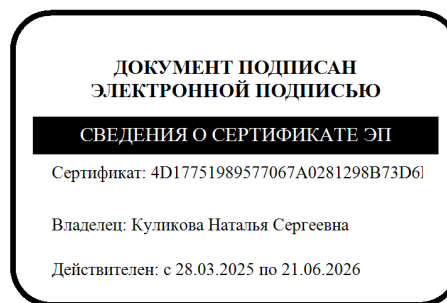 ДОКУМЕНТ ПОДПИСАН
ЭЛЕКТРОННОЙ ПОДПИСЬЮ
СВЕДЕНИЯ О СЕРТИФИКАТЕ ЭП
Сертификат: 4D17751989577067A0281298B73D6
Владелец: Куликова Наталья Сергеевна
Действителен: с 28.03.2025 по 21.06.2026